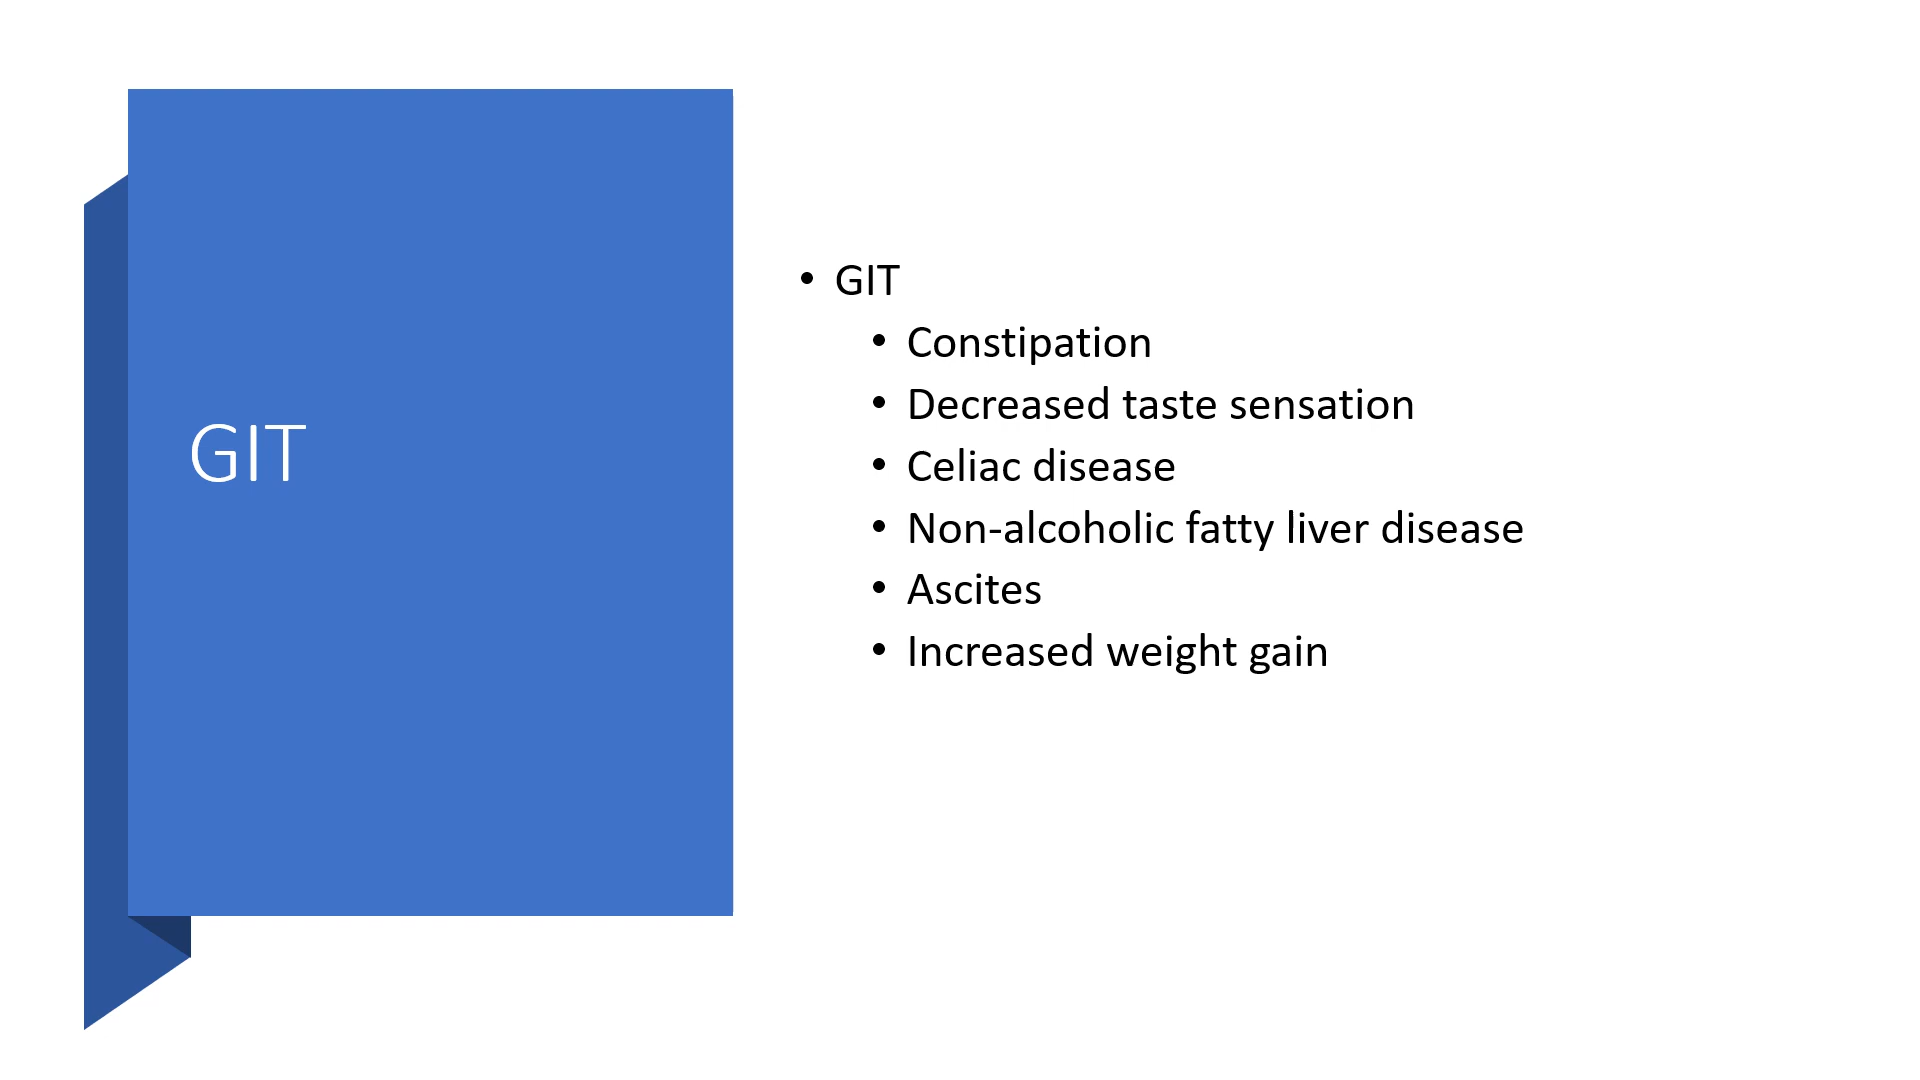 GIT
• GIT
• Constipation
• Decreased taste sensation
• Celiac disease
• Non-alcoholic fatty liver disease
• Ascites
• Increased weight gain